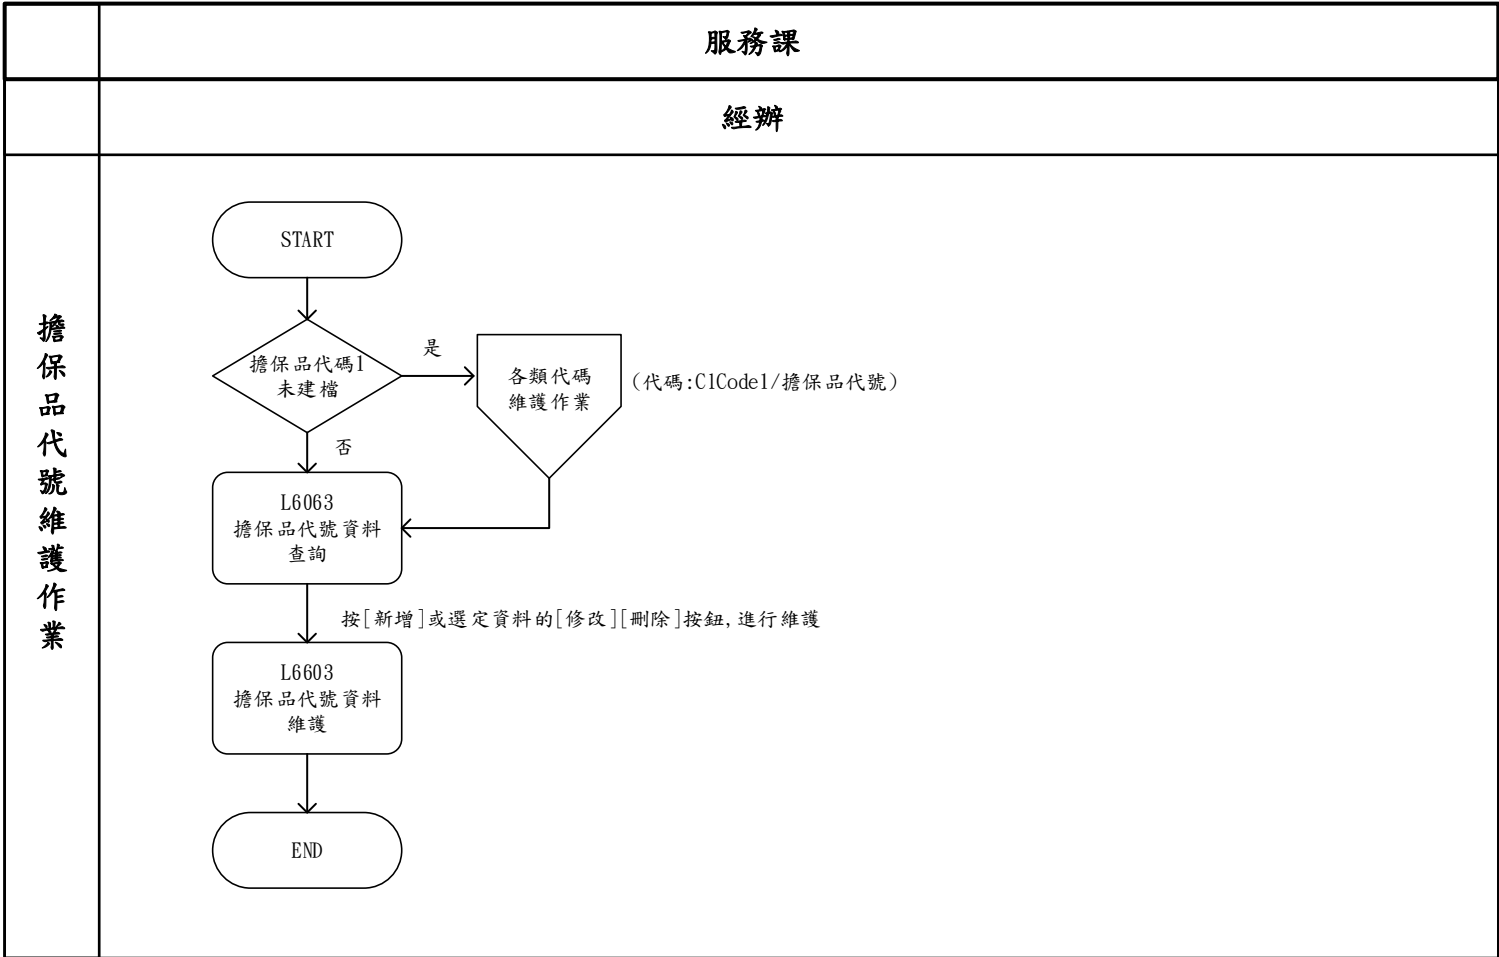 服務課
經辦
擔保品代號維護作業
START
擔保品代碼1
未建檔
是
各類代碼
維護作業
(代碼:ClCode1/擔保品代號)
否
L6063
擔保品代號資料
查詢
按[新增]或選定資料的[修改][刪除]按鈕,進行維護
L6603
擔保品代號資料
維護
END